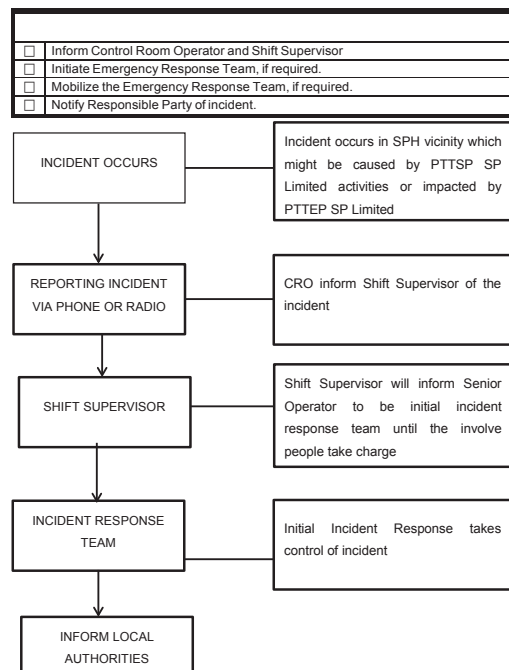 ☐ Inform Control Room Operator and Shift Supervisor
☐ Initiate Emergency Response Team, if required.
☐ Mobilize the Emergency Response Team, if required.
☐ Notify Responsible Party of incident.
INCIDENT OCCURS
Incident occurs in SPH vicinity which
might be caused by PTTSP SP
Limited activities or impacted by
PTTEP SP Limited
REPORTING INCIDENT
VIA PHONE OR RADIO
CRO inform Shift Supervisor of the
incident
SHIFT SUPERVISOR
Shift Supervisor will inform Senior
Operator to be initial incident
response team until the involve
people take charge
INCIDENT RESPONSE
TEAM
Initial Incident Response takes
control of incident
INFORM LOCAL
AUTHORITIES